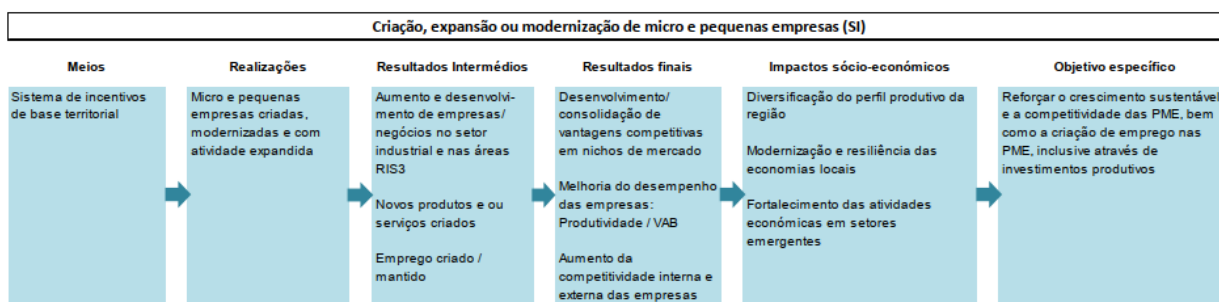 Criação, expansão ou modernização de micro e pequenas empresas (SI)
Meios
Sistema de incentivos
de base territorial
Realizações
Micro e pequenas
empresas criadas,
modernizadas e com
atividade expandida
Resultados Intermédios
Aumento e desenvolvi-
mento de empresas/
negócios no setor
industrial e nas áreas
RIS3
Novos produtos e ou
serviços criados
Emprego criado /
mantido
Resultados finais
Desenvolvimento/
consolidação de
vantagens competitivas
em nichos de mercado
Melhoria do desempenho
das empresas:
Produtividade / VAB
Aumento da
competitividade interna e
externa das empresas
Impactos sócio-económicos
Diversificação do perfil produtivo da
região
Modernização e resiliência das
economias locais
Fortalecimento das atividades
económicas em setores
emergentes
Objetivo específico
Reforçar o crescimento sustentável
e a competitividade das PME, bem
como a criação de emprego nas
PME, inclusive através de
investimentos produtivos